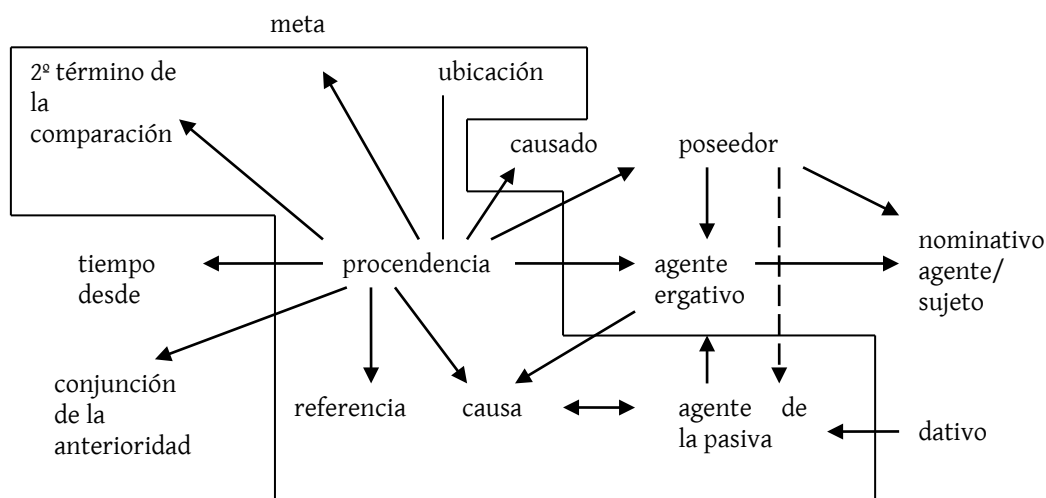 meta
2º término de
la
comparación
ubicación
causado
poseedor
tiempo
desde
procendencia
agente
ergativo
nominativo
agente/
sujeto
conjunción
de la
anterioridad
referencia
causa
agente de
la pasiva
dativo